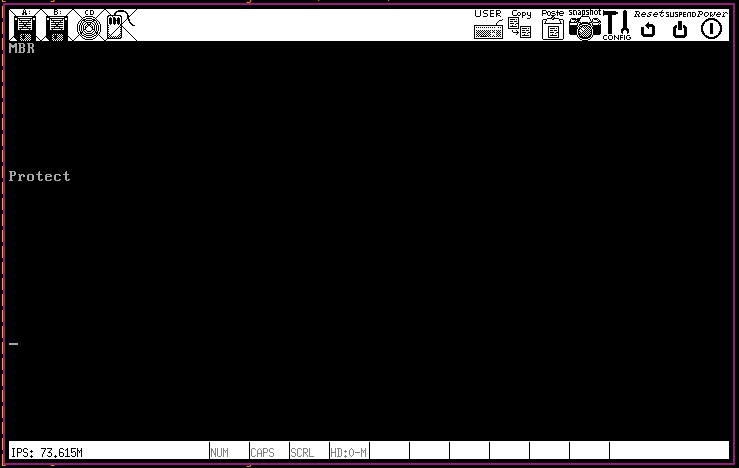 A: B: CD USER Copy Paste snapshot CONFIG Reset SUSPEND Power
MBR
Protect
IPS: 73.615M NUM CAPS SCRL HD:0-M